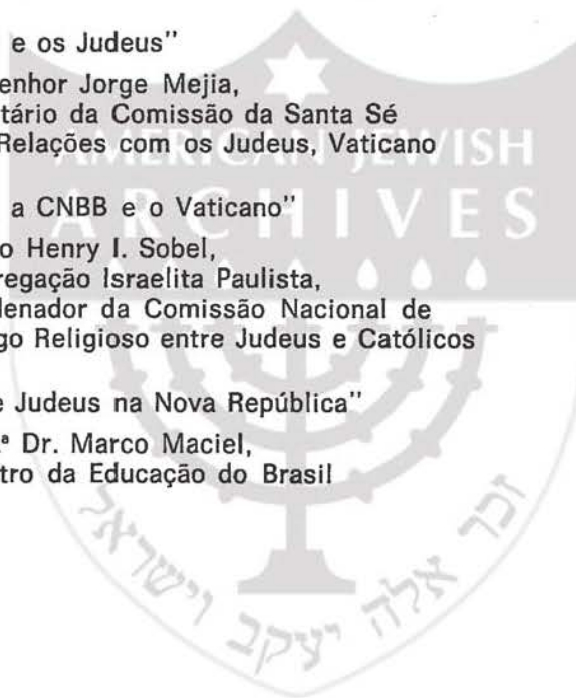 e os Judeus"
enhor Jorge Mejia,
tário da Comissão da Santa Sé
Relações com os Judeus, Vaticano
a CNBB e o Vaticano"
o Henry I. Sobel,
regação Israelita Paulista,
denador da Comissão Nacional de
go Religioso entre Judeus e Católicos
e Judeus na Nova República"
.ª Dr. Marco Maciel,
tro da Educação do Brasil
AMERICAN JEWISH
ARCHIVES
זכר אלה יעקב וישראל